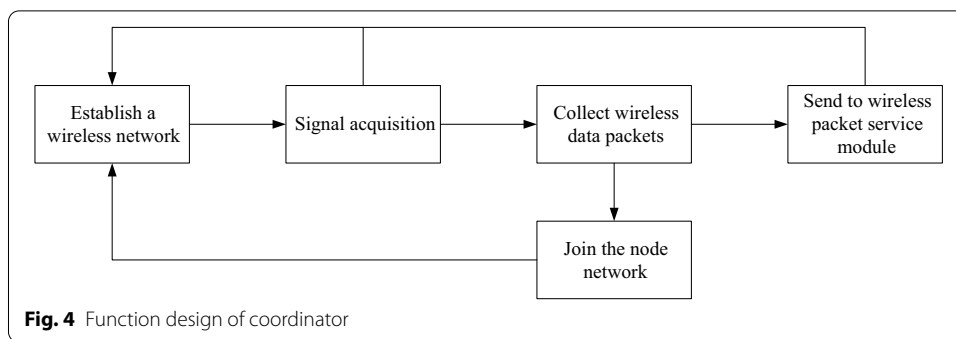 Establish a
wireless network
Signal acquisition
Collect wireless
data packets
Send to wireless
packet service
module
Join the node
network
Fig. 4 Function design of coordinator